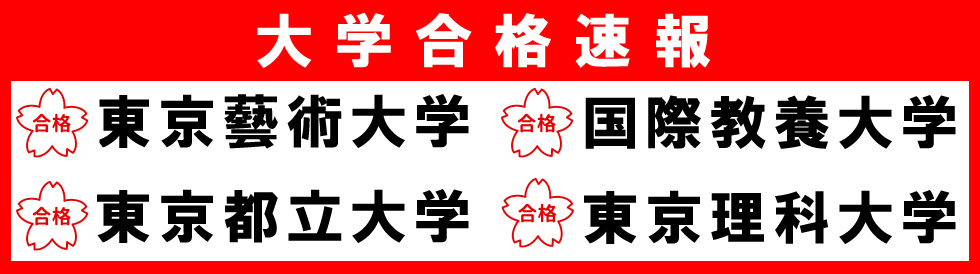 大学合格速報
合格 東京藝術大学 合格 国際教養大学
合格 東京都立大学 合格 東京理科大学